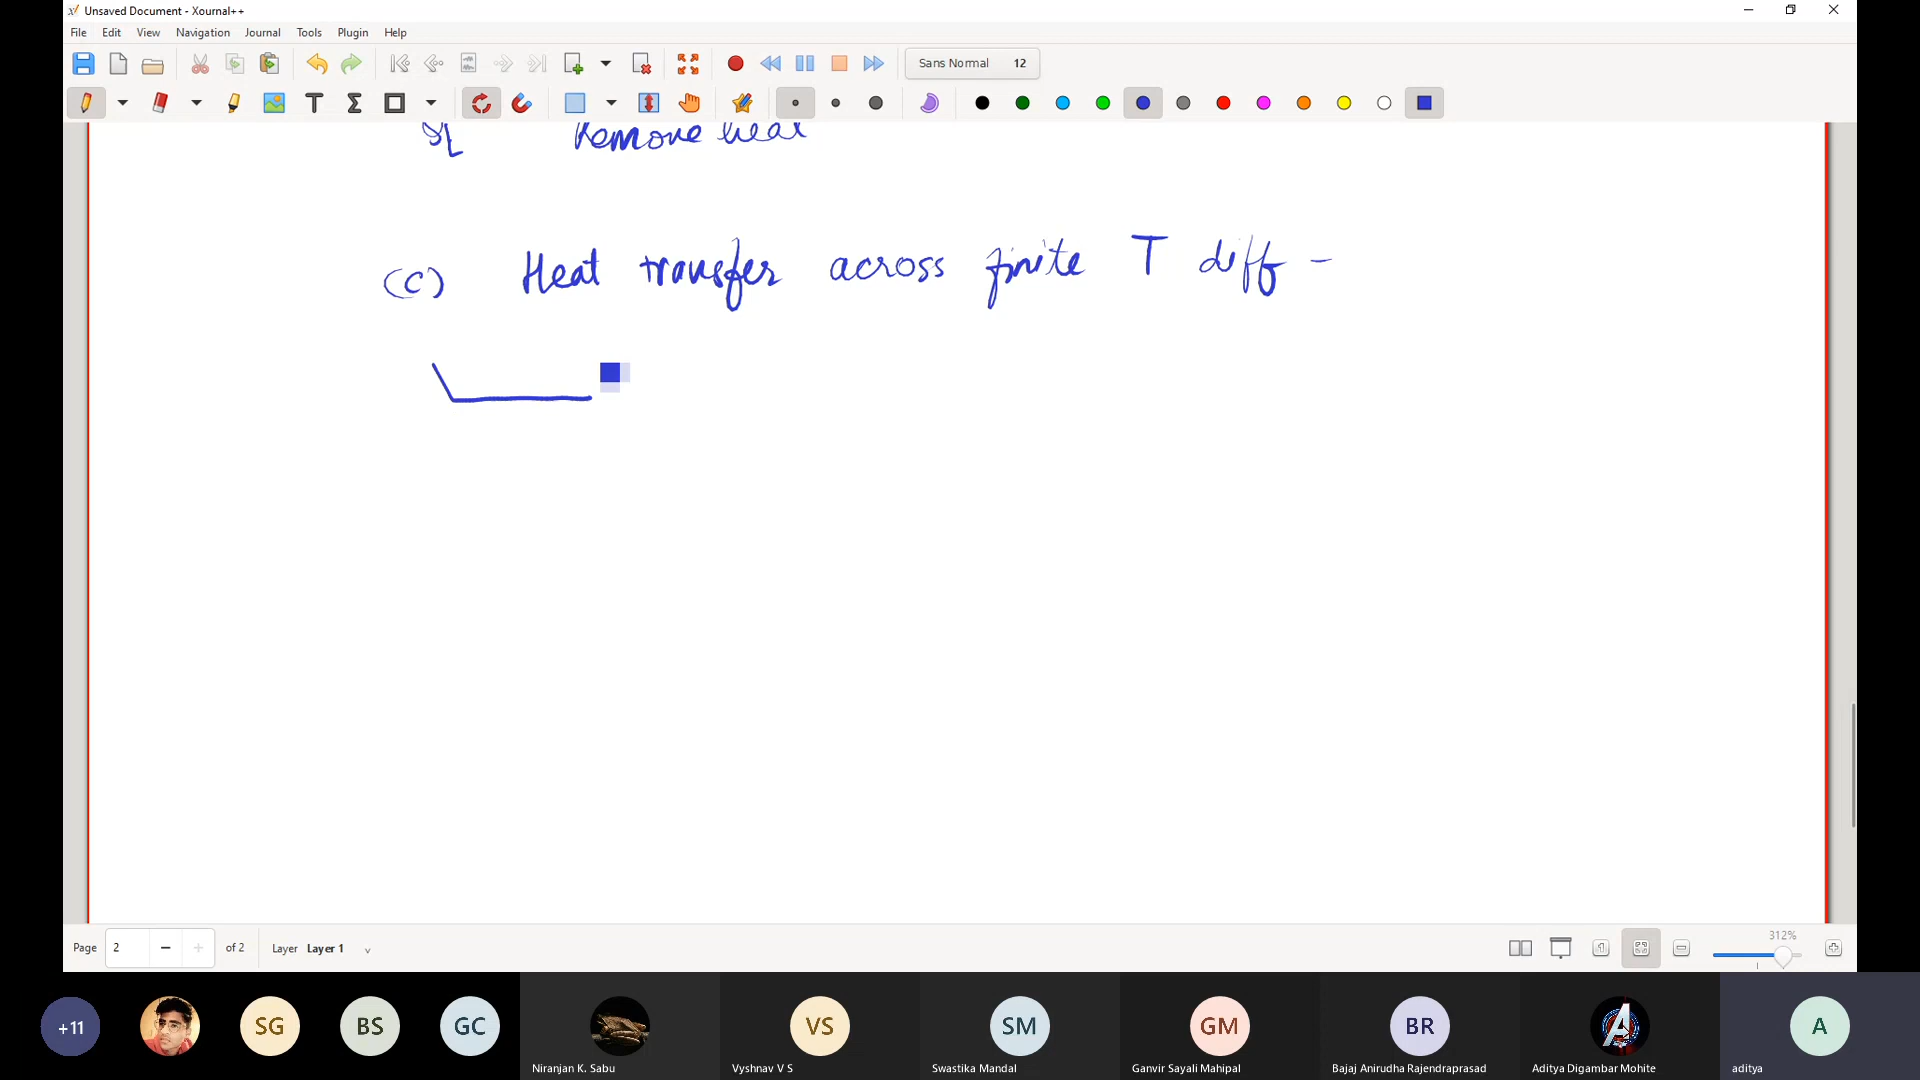 Unsaved Document - Xournal++
File Edit View Navigation Journal Tools Plugin Help
Sans Normal 12
Remove heat
(C) Heat transfer across finite T diff -
Page 2 of 2 Layer Layer 1 312%
+11 SG BS GC VS SM GM BR A
Niranjan K. Sabu Vyshnav V S Swastika Mandal Ganvir Sayali Mahipal Bajaj Anirudha Rajendraprasad Aditya Digambar Mohite aditya